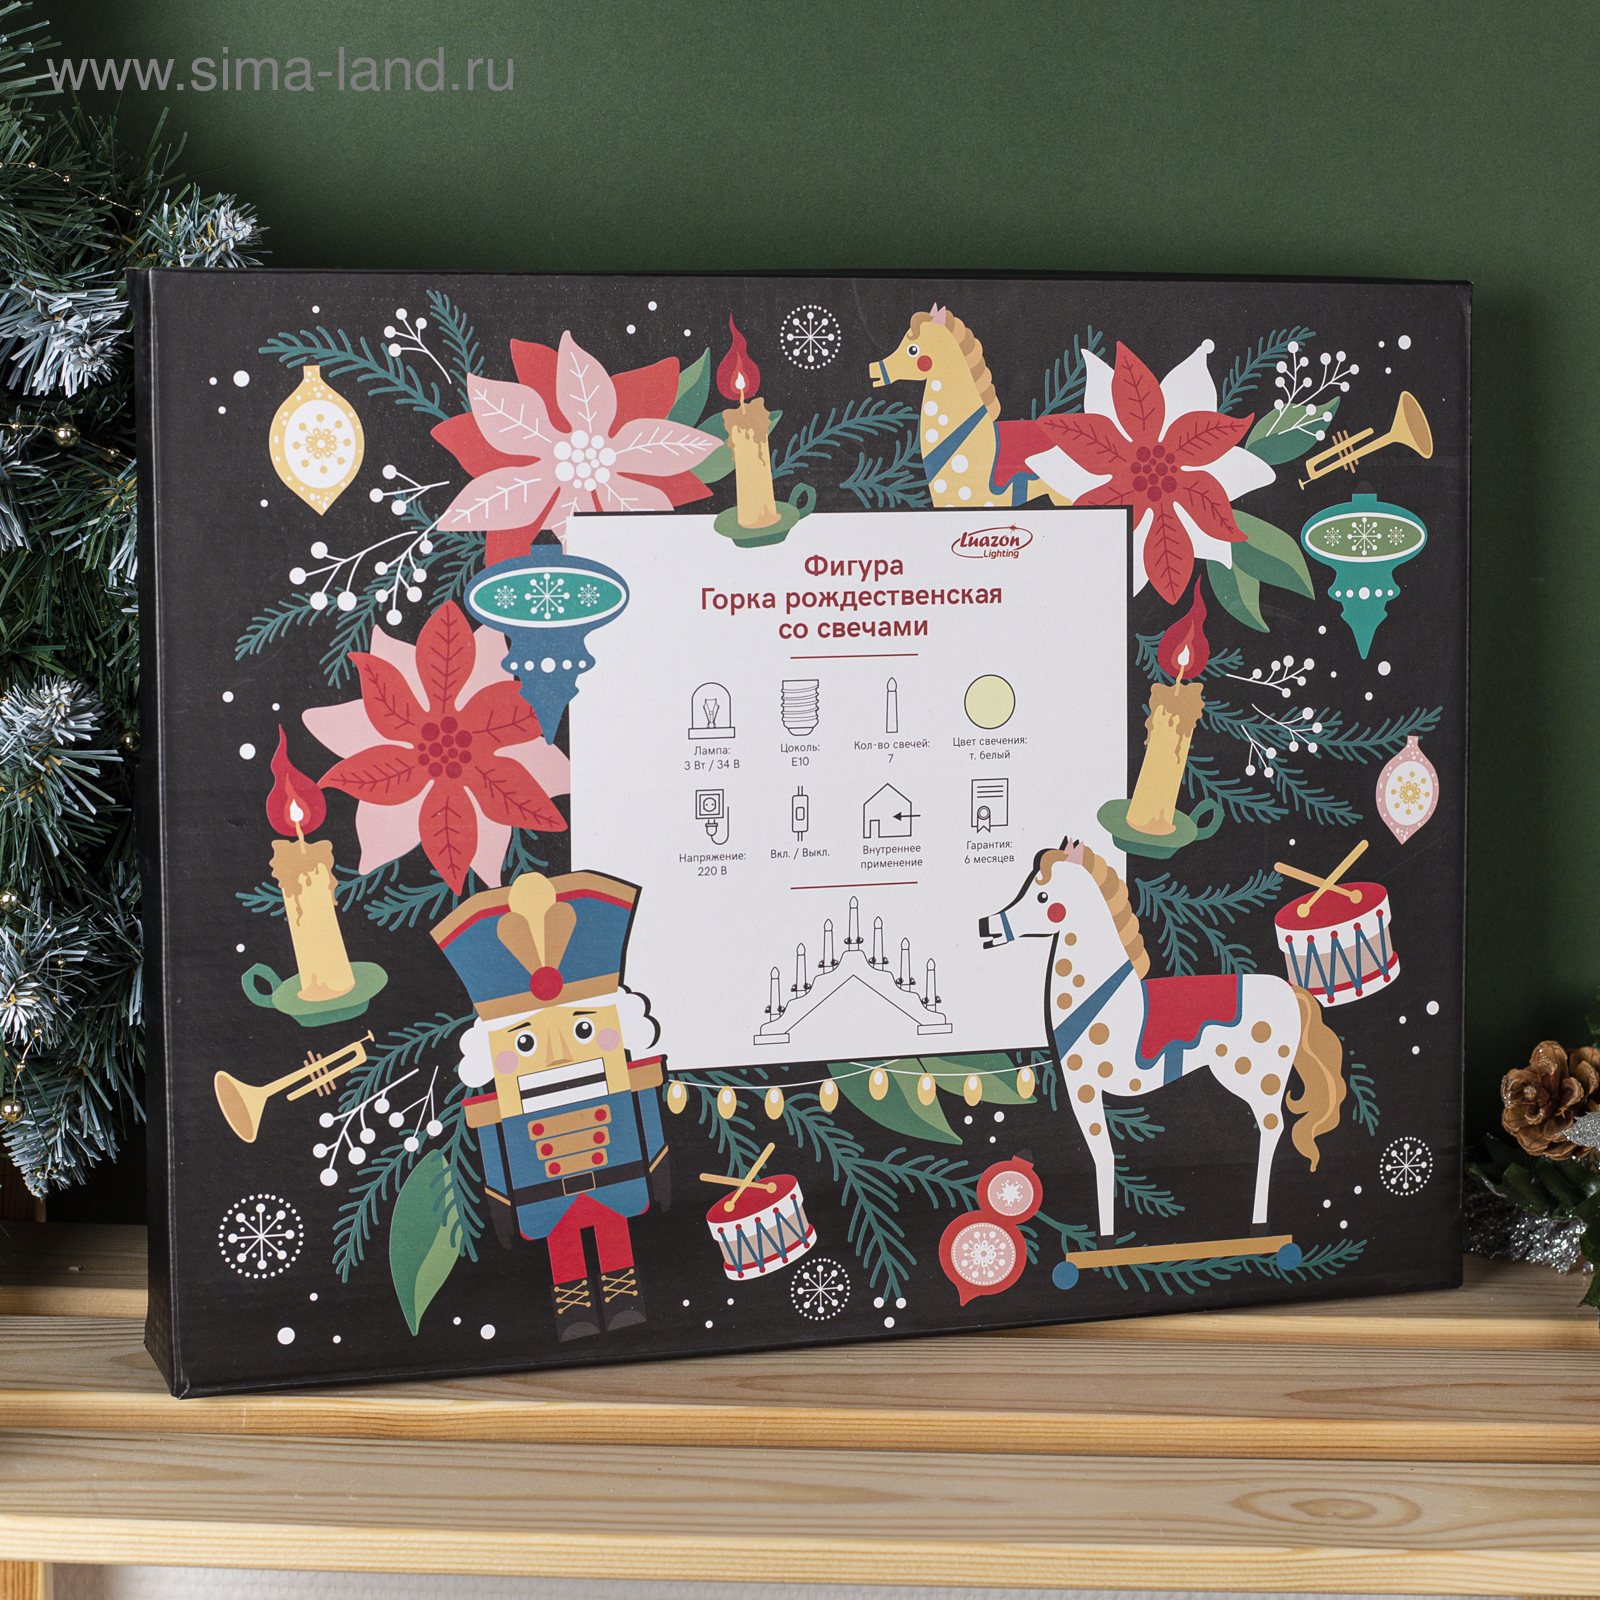 www.sima-land.ru
Luazon
Lighting
Фигура
Горка рождественская
со свечами
Лампа:
3 Вт / 34 В
Цоколь:
E10
Кол-во свечей:
7
Цвет свечения:
т. белый
Напряжение:
220 В
Вкл. / Выкл.
Внутреннее
применение
Гарантия:
6 месяцев